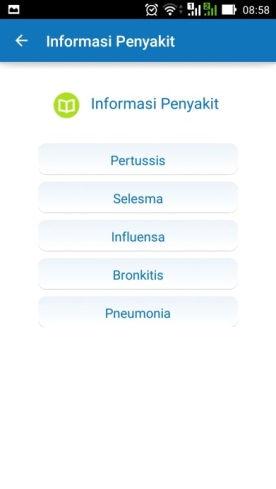 08:58
Informasi Penyakit
Informasi Penyakit
Pertussis
Selesma
Influensa
Bronkitis
Pneumonia